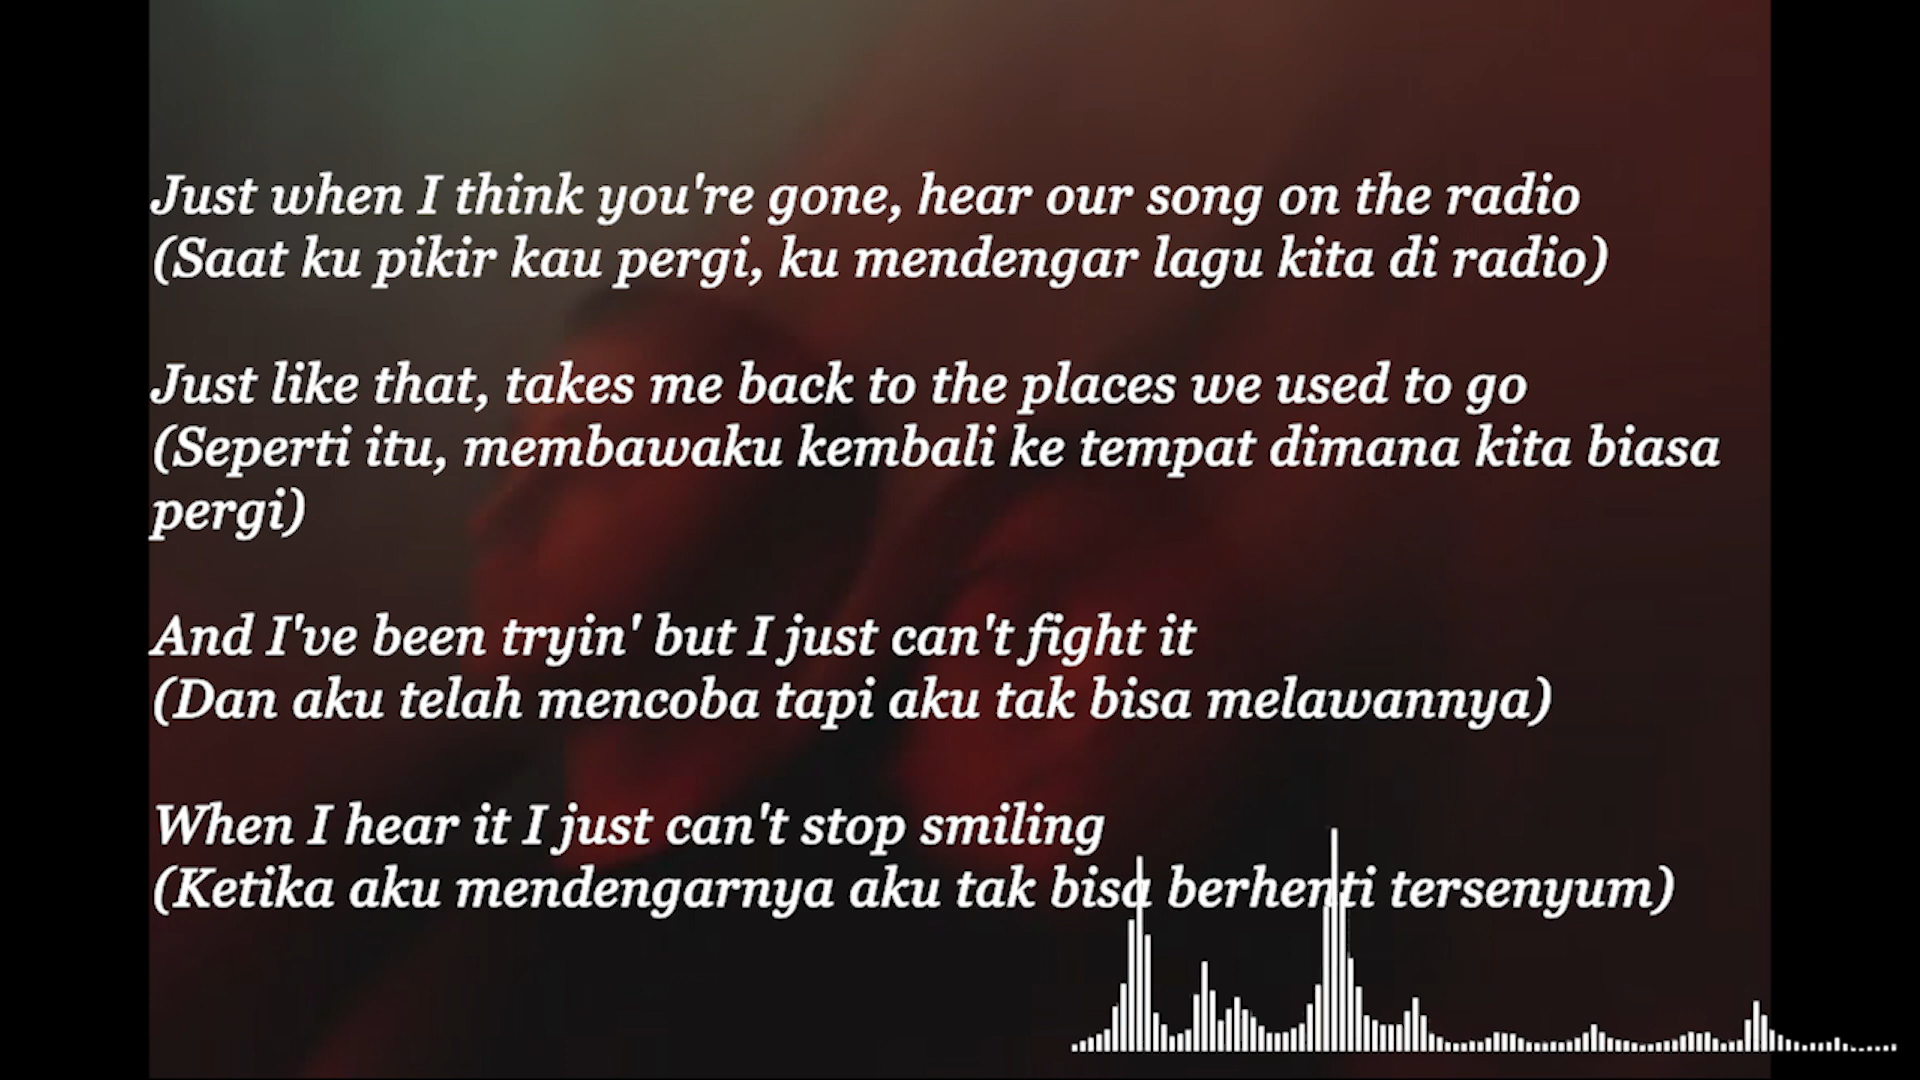 Just when I think you're gone, hear our song on the radio
(Saat ku pikir kau pergi, ku mendengar lagu kita di radio)
Just like that, takes me back to the places we used to go
(Seperti itu, membawaku kembali ke tempat dimana kita biasa
pergi)
And I've been tryin' but I just can't fight it
(Dan aku telah mencoba tapi aku tak bisa melawannya)
When I hear it I just can't stop smiling
(Ketika aku mendengarnya aku tak bisa berhenti tersenyum)